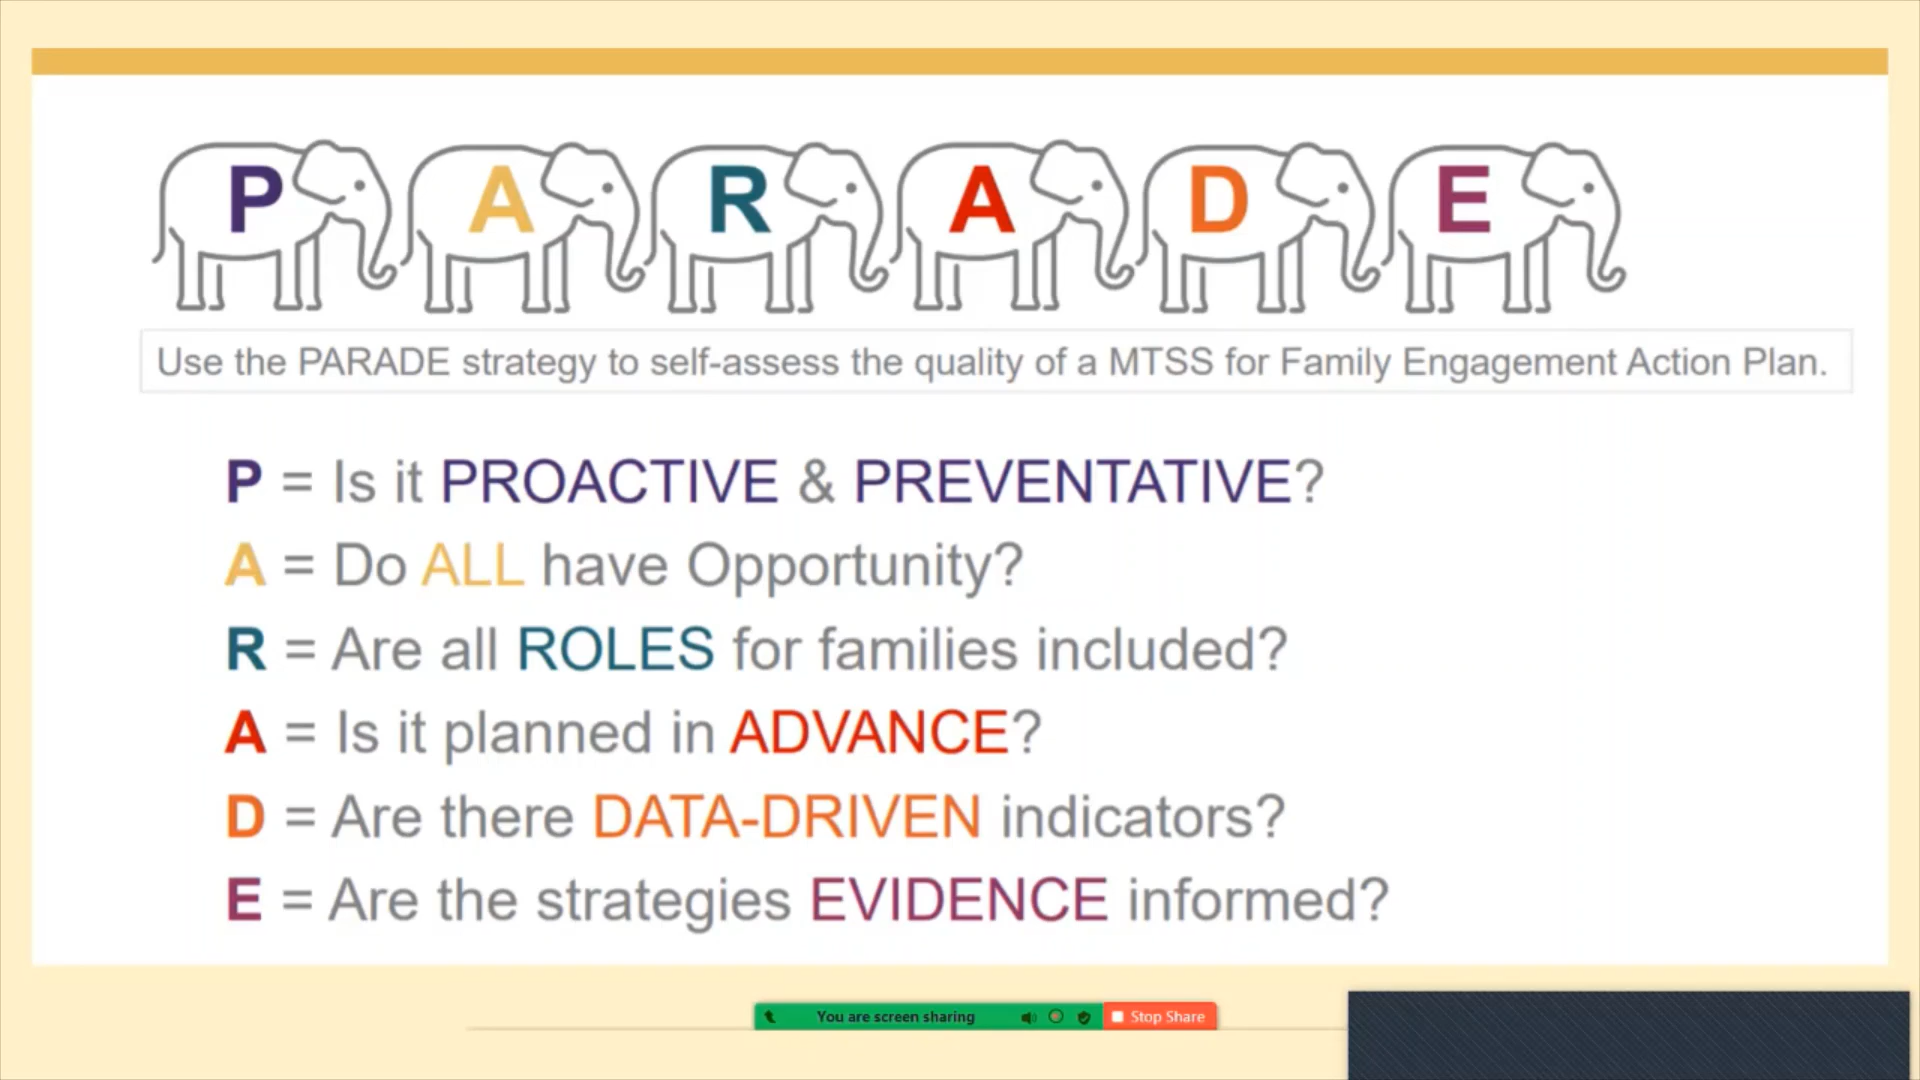 P A R A D E
Use the PARADE strategy to self-assess the quality of a MTSS for Family Engagement Action Plan.
P = Is it PROACTIVE & PREVENTATIVE?
A = Do ALL have Opportunity?
R = Are all ROLES for families included?
A = Is it planned in ADVANCE?
D = Are there DATA-DRIVEN indicators?
E = Are the strategies EVIDENCE informed?
You are screen sharing Stop Share